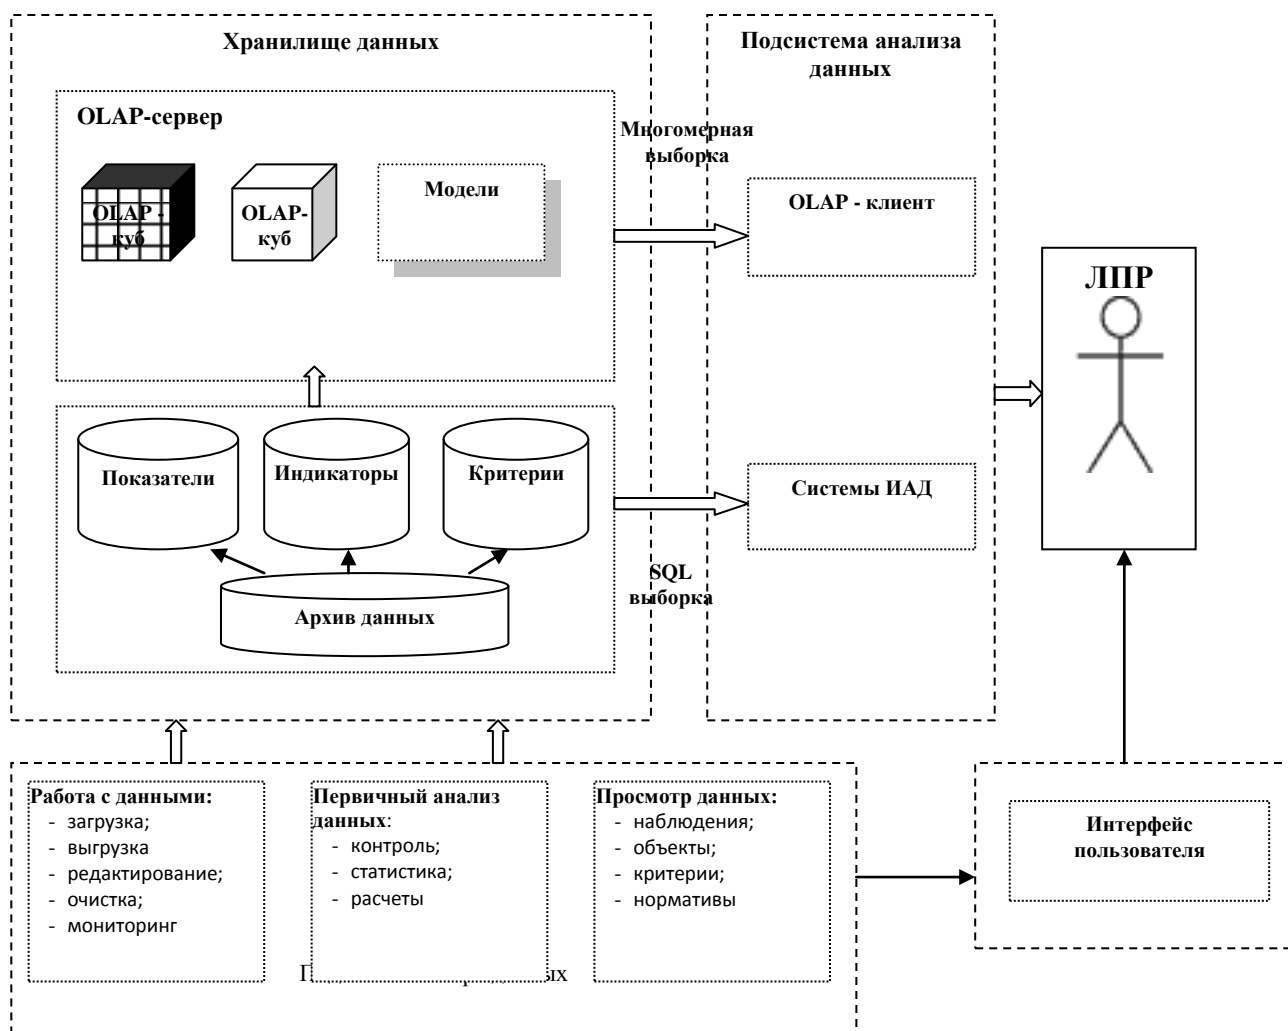 Хранилище данных
Подсистема анализа
данных
OLAP-сервер
Многомерная
выборка
OLAP -
куб
OLAP-
куб
Модели
OLAP - клиент
ЛПР
Показатели
Индикаторы
Критерии
Системы ИАД
SQL
выборка
Архив данных
Работа с данными:
- загрузка;
- выгрузка
- редактирование;
- очистка;
- мониторинг
Первичный анализ
данных:
- контроль;
- статистика;
- расчеты
Просмотр данных:
- наблюдения;
- объекты;
- критерии;
- нормативы
Интерфейс
пользователя